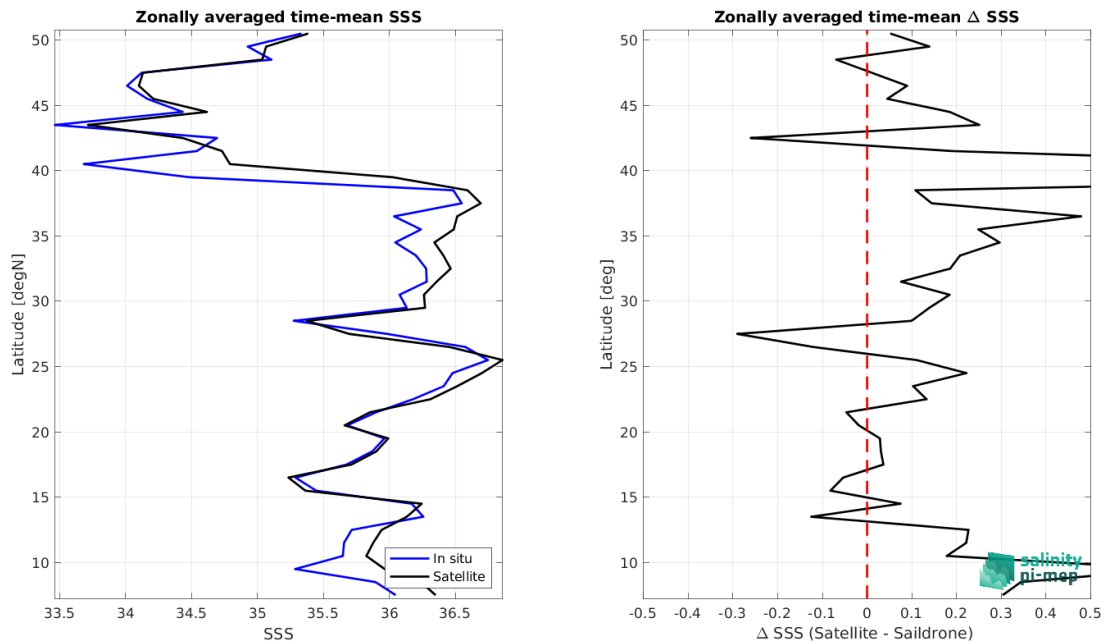 Zonally averaged time-mean SSS
50
45
40
35
30
25
20
15
10
Latitude [degN]
33.5 34 34.5 35 35.5 36 36.5
SSS
In situ
Satellite
Zonally averaged time-mean Δ SSS
50
45
40
35
30
25
20
15
10
Latitude [deg]
-0.5 -0.4 -0.3 -0.2 -0.1 0 0.1 0.2 0.3 0.4 0.5
Δ SSS (Satellite - Saildrone)
salinity
pi-mep